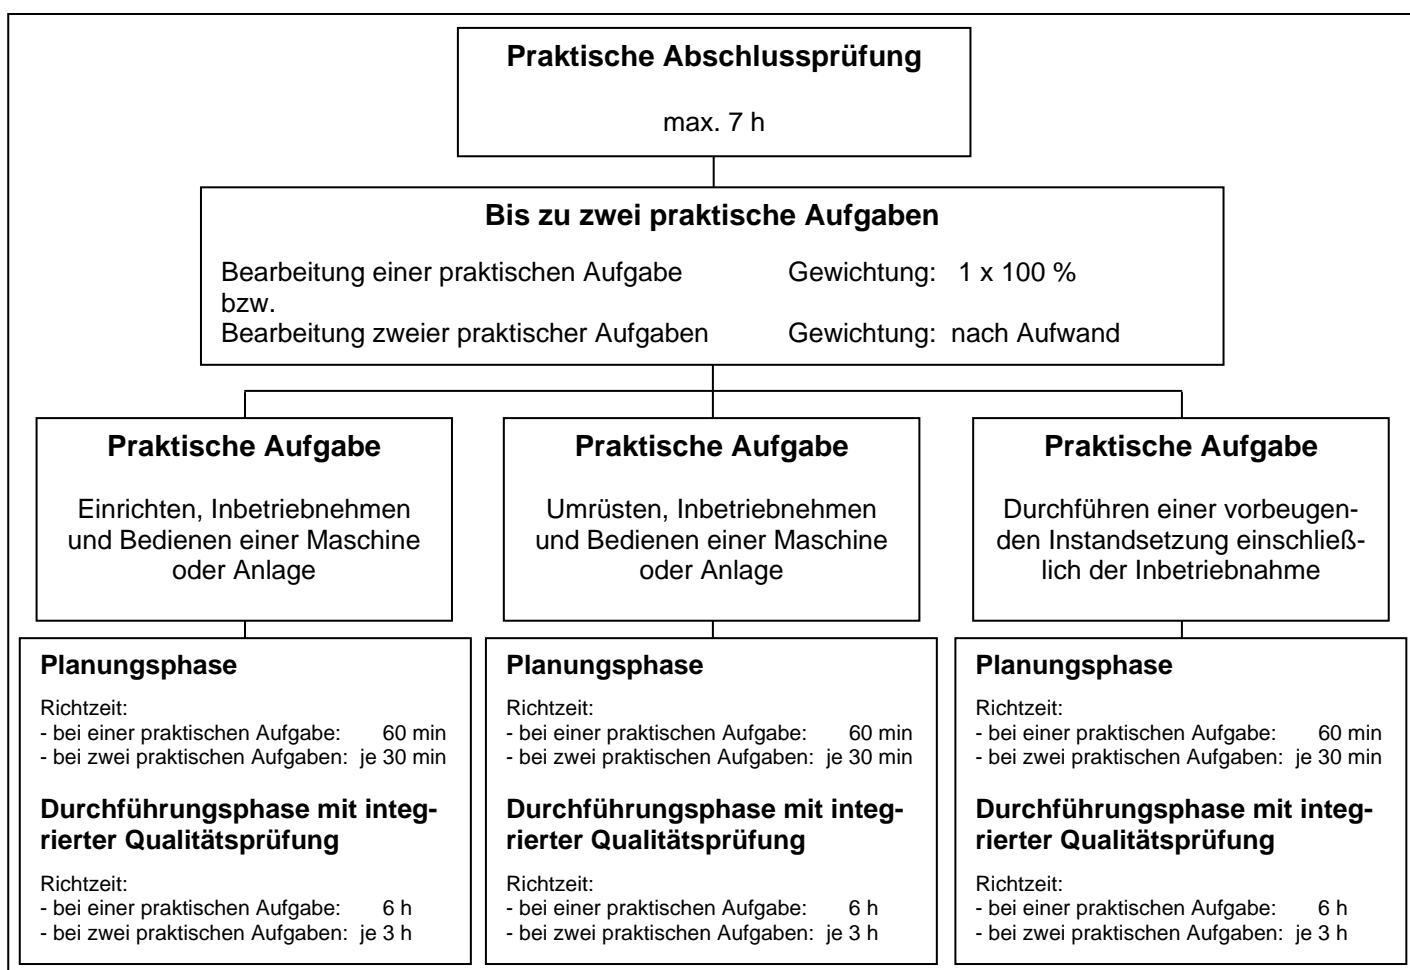 Praktische Abschlussprüfung
max. 7 h
Bis zu zwei praktische Aufgaben
Bearbeitung einer praktischen Aufgabe Gewichtung: 1 x 100 %
bzw.
Bearbeitung zweier praktischer Aufgaben Gewichtung: nach Aufwand
Praktische Aufgabe
Einrichten, Inbetriebnehmen
und Bedienen einer Maschine
oder Anlage
Praktische Aufgabe
Umrüsten, Inbetriebnehmen
und Bedienen einer Maschine
oder Anlage
Praktische Aufgabe
Durchführen einer vorbeugen-
den Instandsetzung einschließ-
lich der Inbetriebnahme
Planungsphase
Richtzeit:
- bei einer praktischen Aufgabe: 60 min
- bei zwei praktischen Aufgaben: je 30 min
Durchführungsphase mit integ-
rierter Qualitätsprüfung
Richtzeit:
- bei einer praktischen Aufgabe: 6 h
- bei zwei praktischen Aufgaben: je 3 h
Planungsphase
Richtzeit:
- bei einer praktischen Aufgabe: 60 min
- bei zwei praktischen Aufgaben: je 30 min
Durchführungsphase mit integ-
rierter Qualitätsprüfung
Richtzeit:
- bei einer praktischen Aufgabe: 6 h
- bei zwei praktischen Aufgaben: je 3 h
Planungsphase
Richtzeit:
- bei einer praktischen Aufgabe: 60 min
- bei zwei praktischen Aufgaben: je 30 min
Durchführungsphase mit integ-
rierter Qualitätsprüfung
Richtzeit:
- bei einer praktischen Aufgabe: 6 h
- bei zwei praktischen Aufgaben: je 3 h